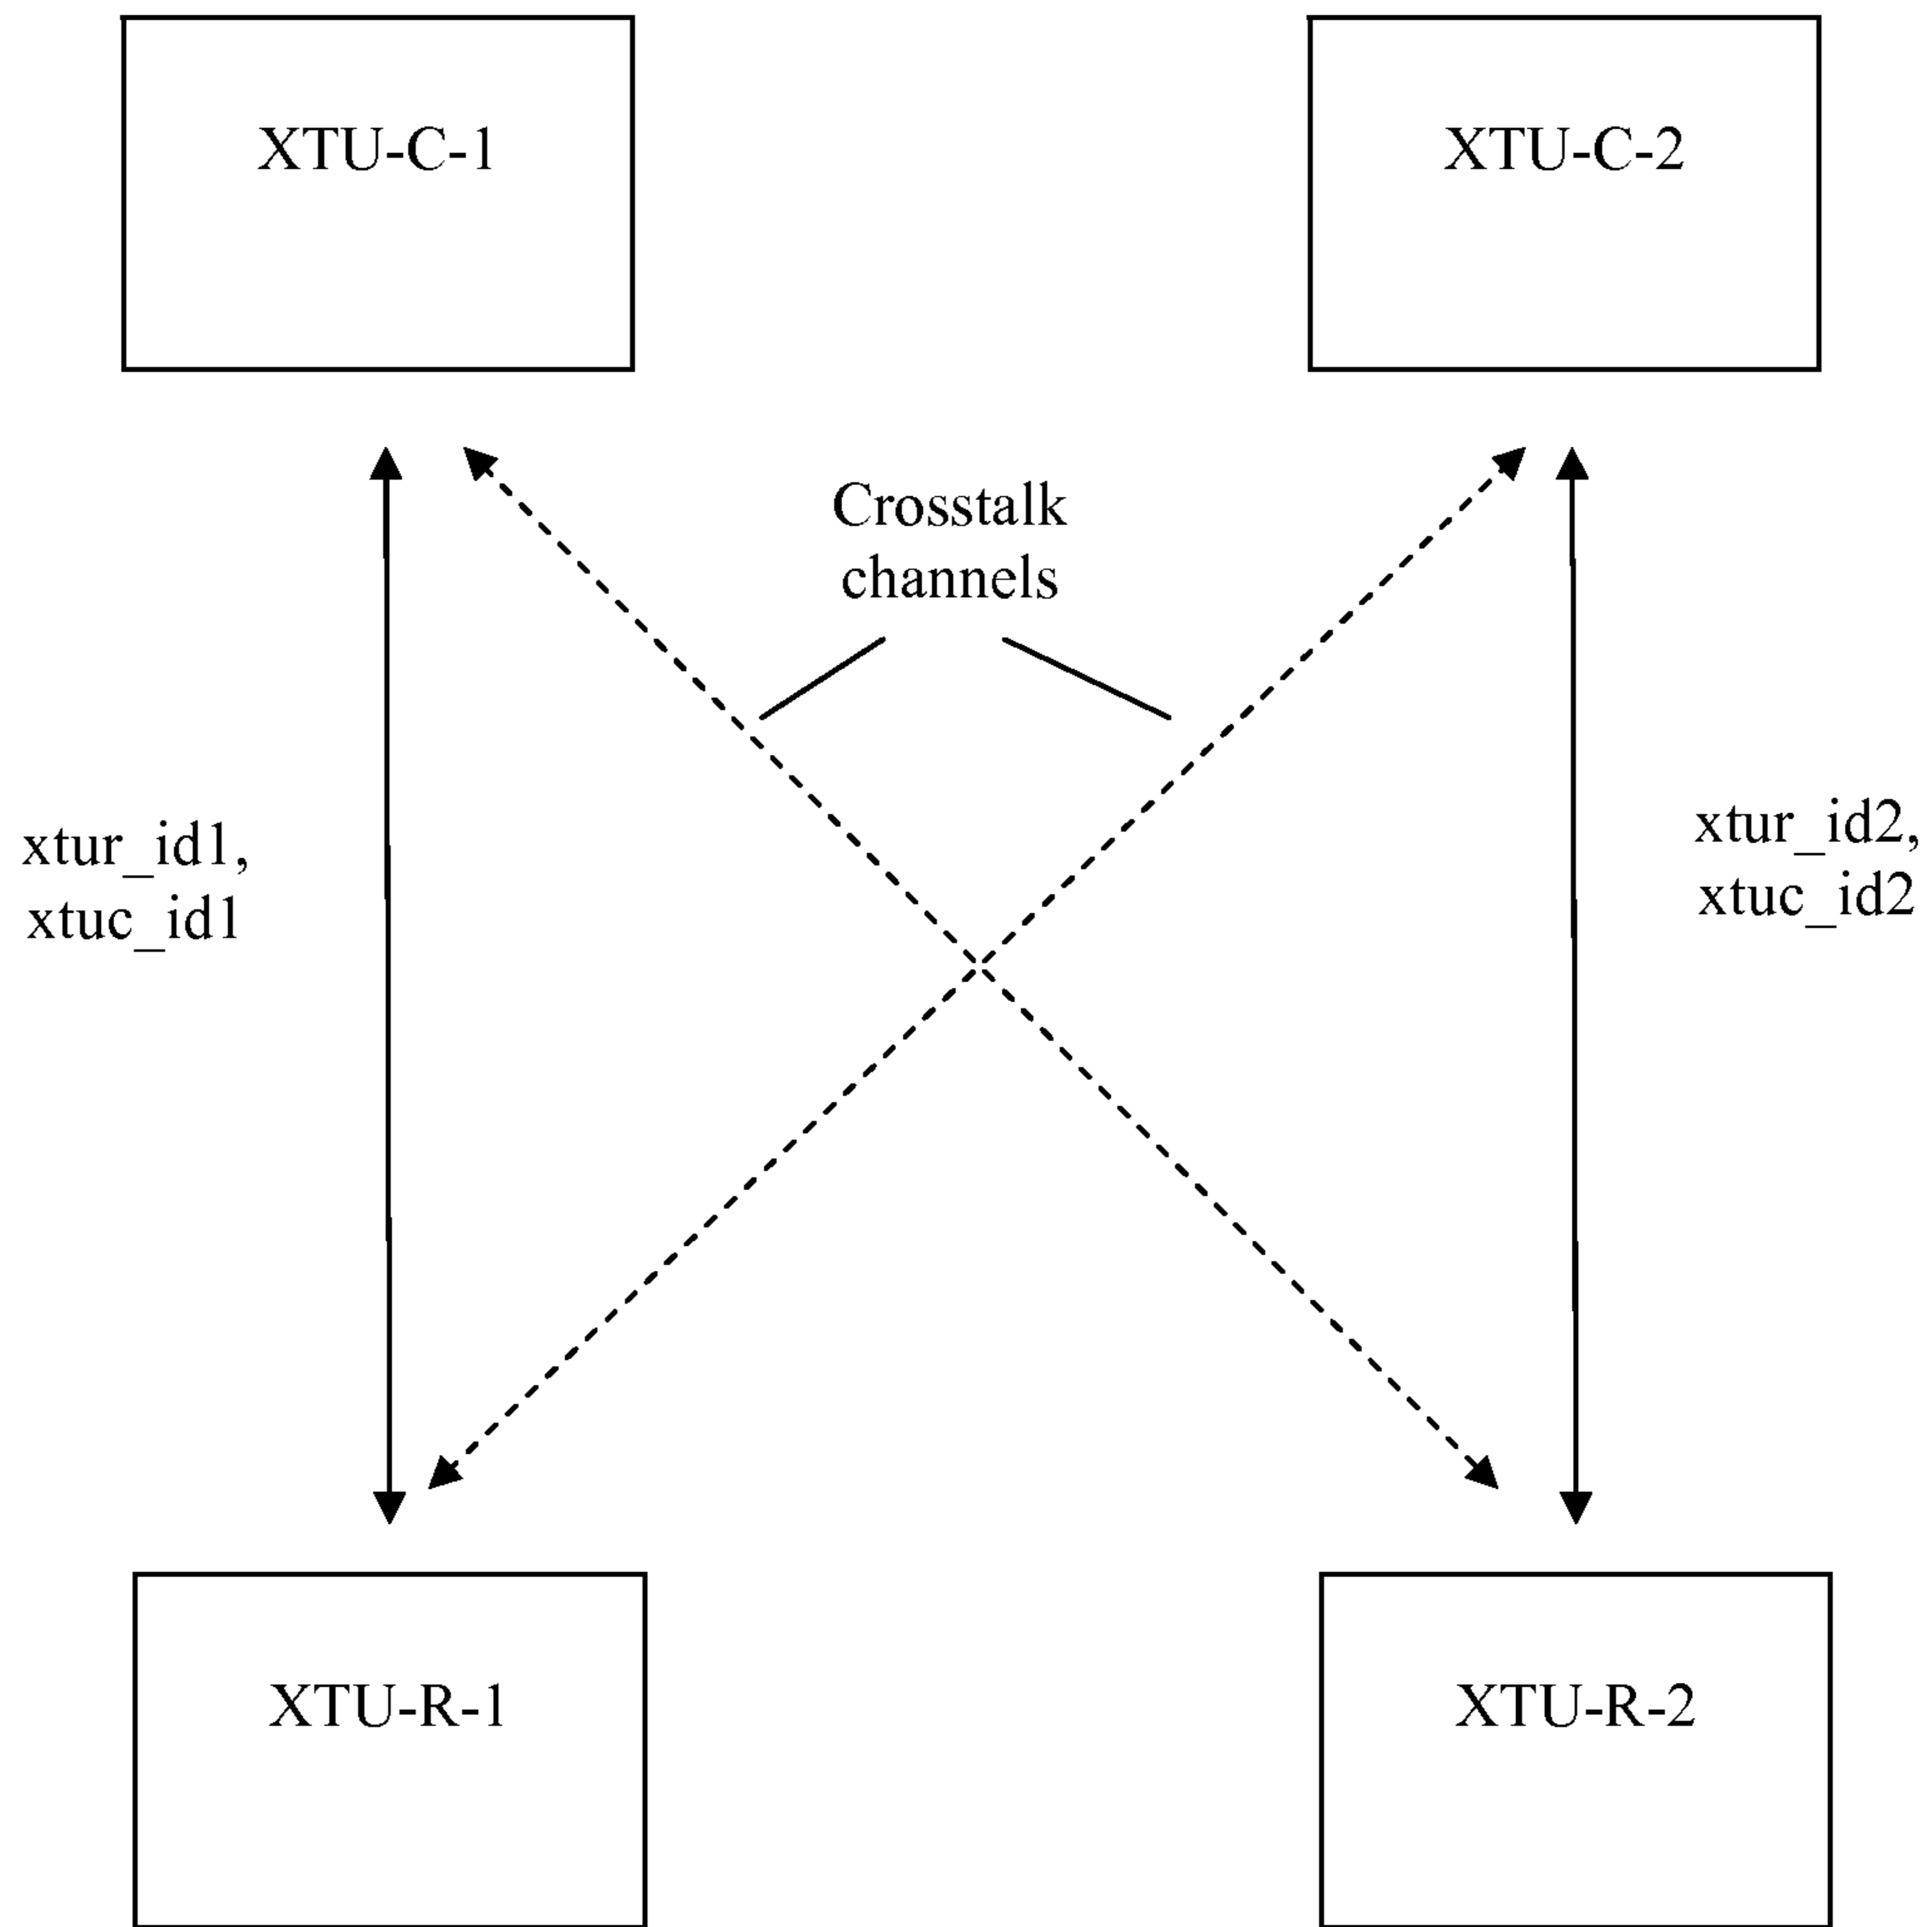 XTU-C-1
XTU-C-2
Crosstalk
channels
xtur_id1,
xtuc_id1
xtur_id2,
xtuc_id2
XTU-R-1
XTU-R-2